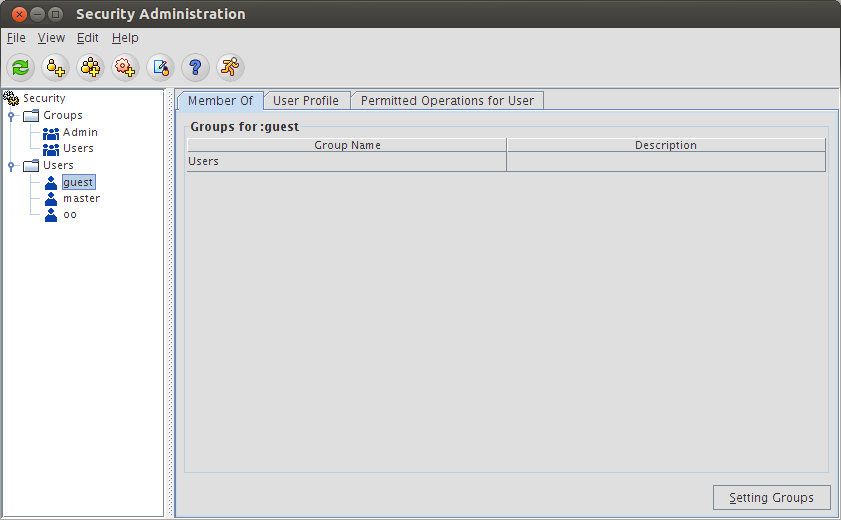 Security Administration
File View Edit Help
Security
Groups
Admin
Users
Users
guest
master
oo
Member Of User Profile Permitted Operations for User
Groups for :guest
Group Name Description
Users
Setting Groups